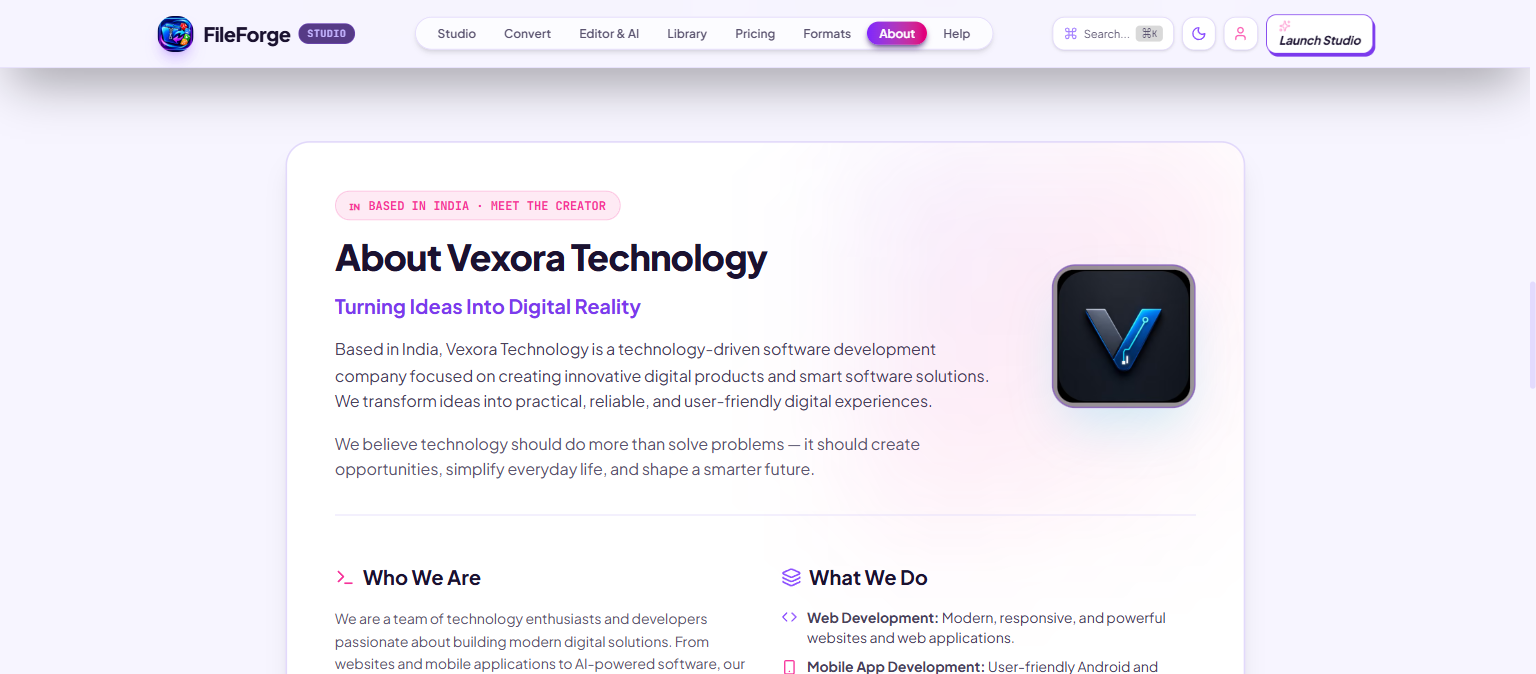 FileForge STUDIO
Studio Convert Editor & AI Library Pricing Formats About Help
Search... ⌘K
Launch Studio
IN BASED IN INDIA · MEET THE CREATOR
About Vexora Technology
Turning Ideas Into Digital Reality
Based in India, Vexora Technology is a technology-driven software development
company focused on creating innovative digital products and smart software solutions.
We transform ideas into practical, reliable, and user-friendly digital experiences.
We believe technology should do more than solve problems — it should create
opportunities, simplify everyday life, and shape a smarter future.
Who We Are
We are a team of technology enthusiasts and developers
passionate about building modern digital solutions. From
websites and mobile applications to AI-powered software, our
What We Do
Web Development: Modern, responsive, and powerful
websites and web applications.
Mobile App Development: User-friendly Android and